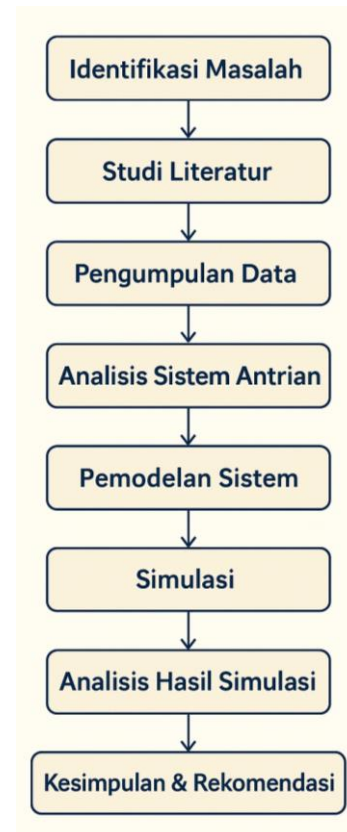 Identifikasi Masalah
Studi Literatur
Pengumpulan Data
Analisis Sistem Antrian
Pemodelan Sistem
Simulasi
Analisis Hasil Simulasi
Kesimpulan & Rekomendasi